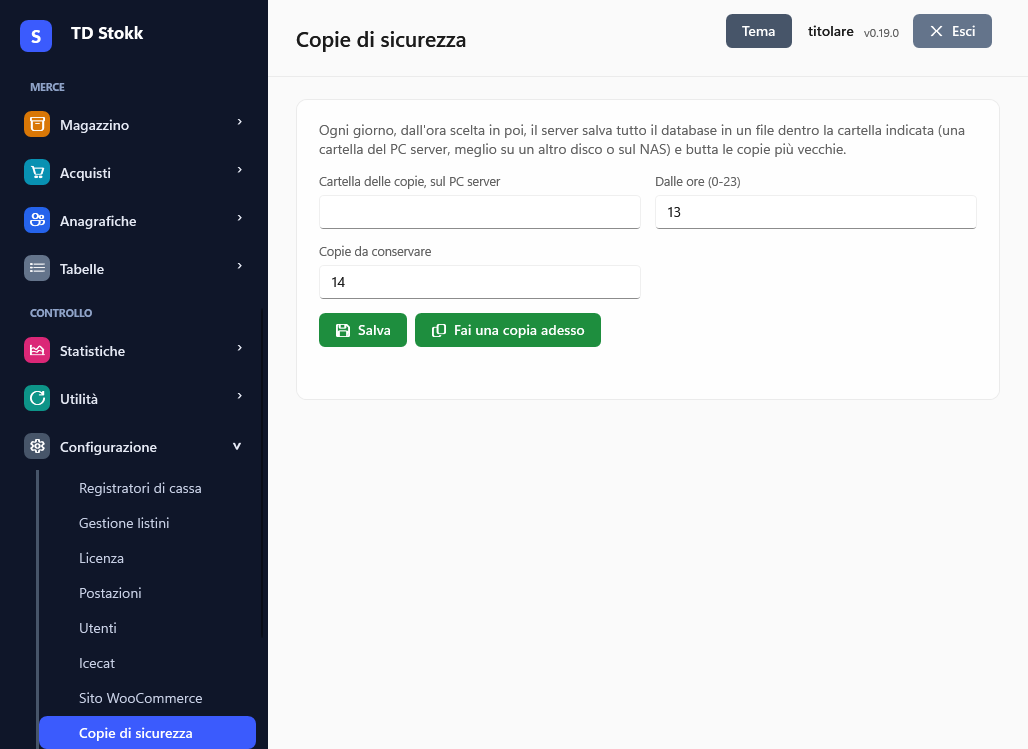 S
TD Stokk
MERCE
Magazzino
Acquisti
Anagrafiche
Tabelle
CONTROLLO
Statistiche
Utilità
Configurazione
Registratori di cassa
Gestione listini
Licenza
Postazioni
Utenti
Icecat
Sito WooCommerce
Copie di sicurezza
Copie di sicurezza
Tema
titolare
v0.19.0
Esci
Ogni giorno, dall'ora scelta in poi, il server salva tutto il database in un file dentro la cartella indicata (una
cartella del PC server, meglio su un altro disco o sul NAS) e butta le copie più vecchie.
Cartella delle copie, sul PC server
Dalle ore (0-23)
13
Copie da conservare
14
Salva
Fai una copia adesso